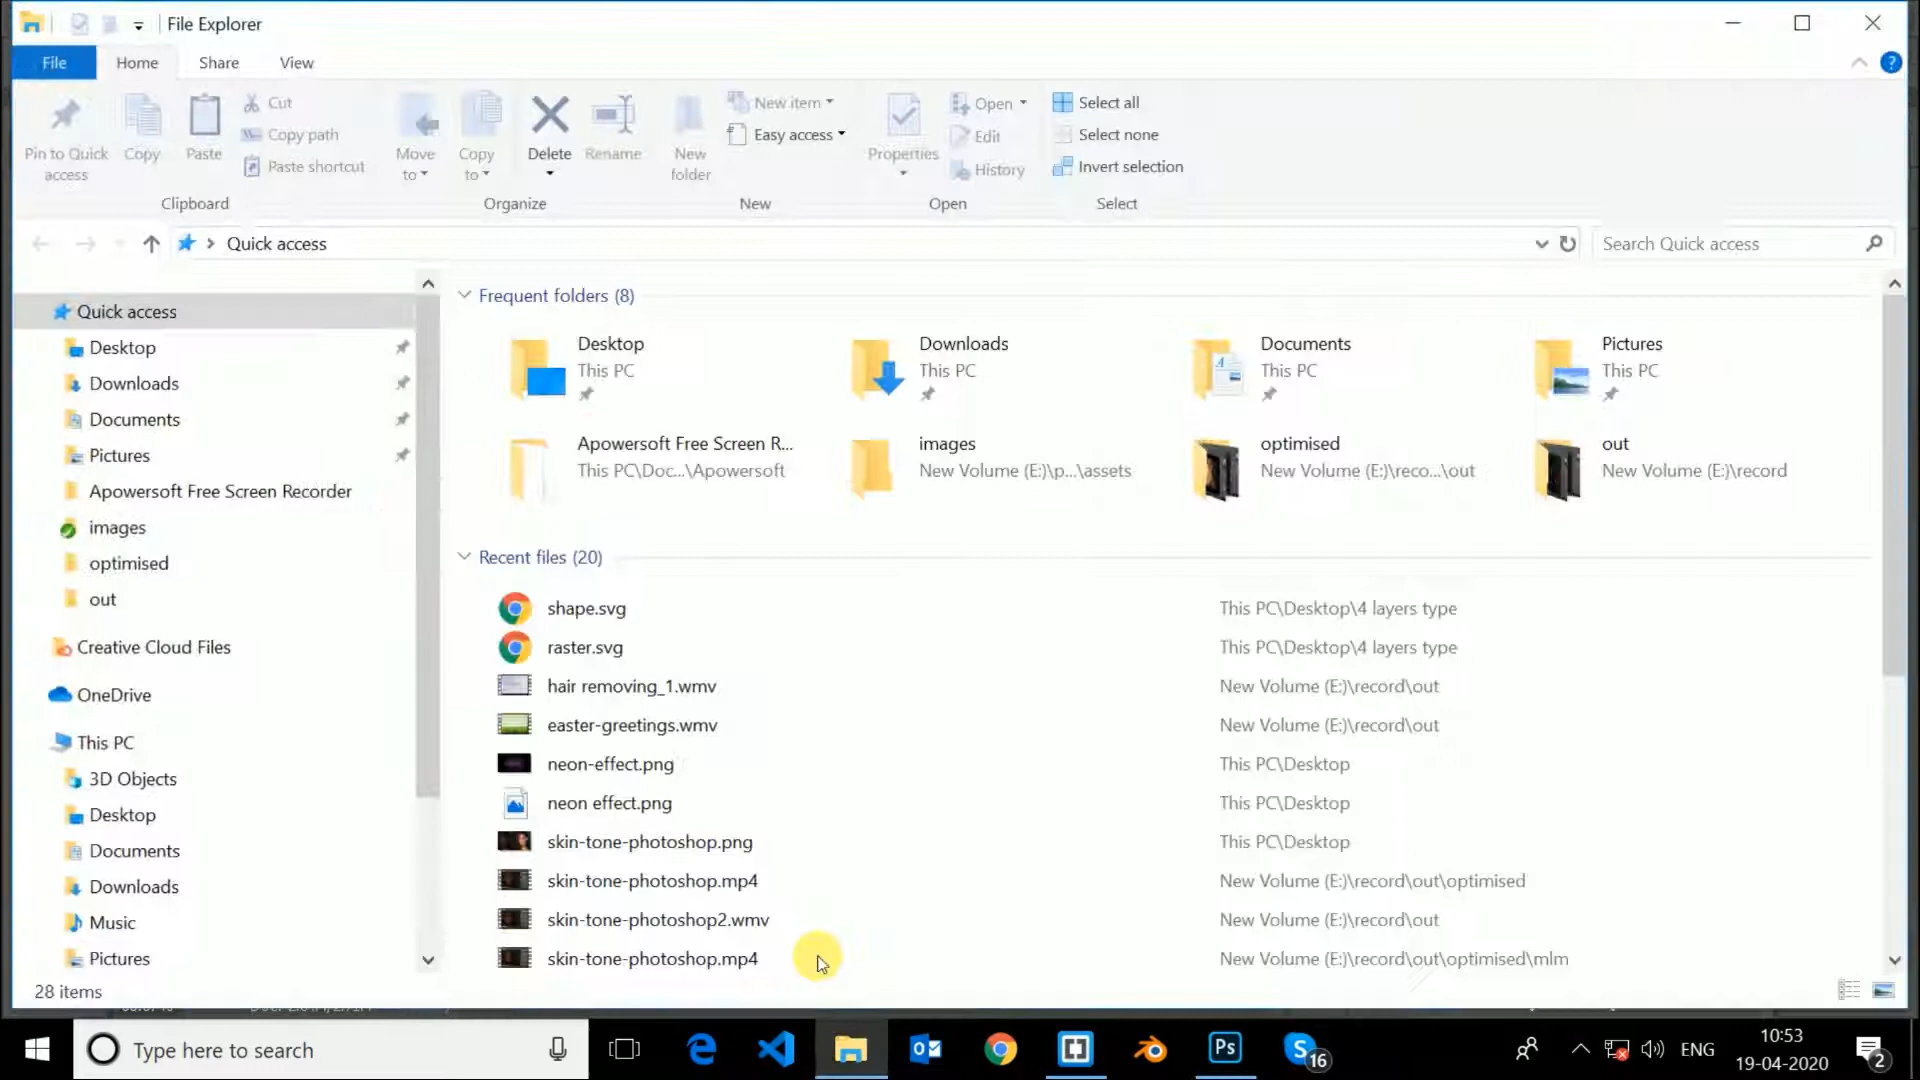 File Explorer
File Home Share View
Pin to Quick access
Copy
Paste
Cut
Copy path
Paste shortcut
Clipboard
Move to
Copy to
Delete
Rename
Organize
New folder
New item
Easy access
New
Properties
Open
Edit
History
Open
Select all
Select none
Invert selection
Select
Quick access
Search Quick access
Quick access
Desktop
Downloads
Documents
Pictures
Apowersoft Free Screen Recorder
images
optimised
out
Creative Cloud Files
OneDrive
This PC
3D Objects
Desktop
Documents
Downloads
Music
Pictures
Frequent folders (8)
Desktop
This PC
Downloads
This PC
Documents
This PC
Pictures
This PC
Apowersoft Free Screen R...
This PC\Doc...\Apowersoft
images
New Volume (E:)\p...\assets
optimised
New Volume (E:)\reco...\out
out
New Volume (E:)\record
Recent files (20)
shape.svg This PC\Desktop\4 layers type
raster.svg This PC\Desktop\4 layers type
hair removing_1.wmv New Volume (E:)\record\out
easter-greetings.wmv New Volume (E:)\record\out
neon-effect.png This PC\Desktop
neon effect.png This PC\Desktop
skin-tone-photoshop.png This PC\Desktop
skin-tone-photoshop.mp4 New Volume (E:)\record\out\optimised
skin-tone-photoshop2.wmv New Volume (E:)\record\out
skin-tone-photoshop.mp4 New Volume (E:)\record\out\optimised\mlm
28 items
Type here to search
Ps
16
ENG
10:53
19-04-2020
2